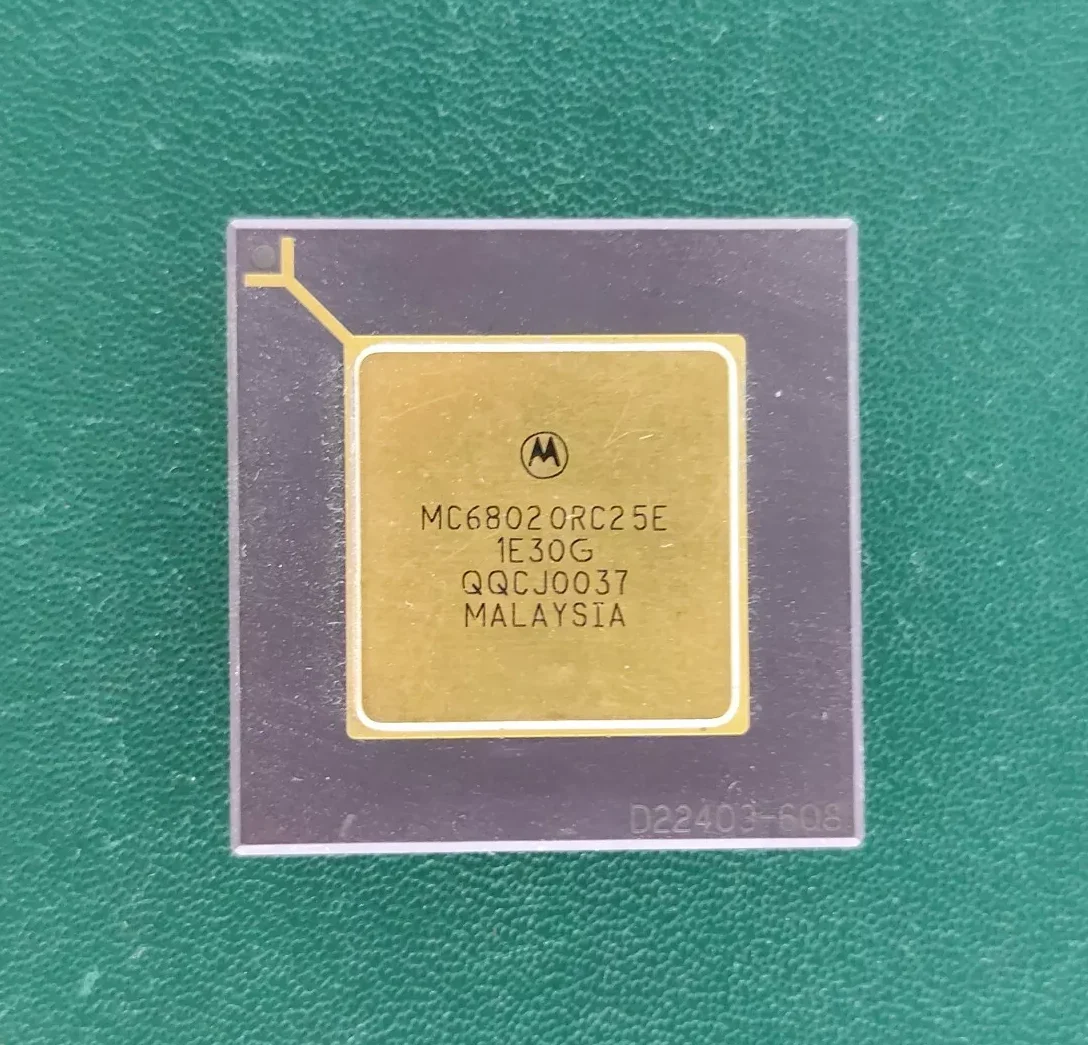 MC68020RC25E
1E30G
QQCJ0037
MALAYSIA
D22403-608